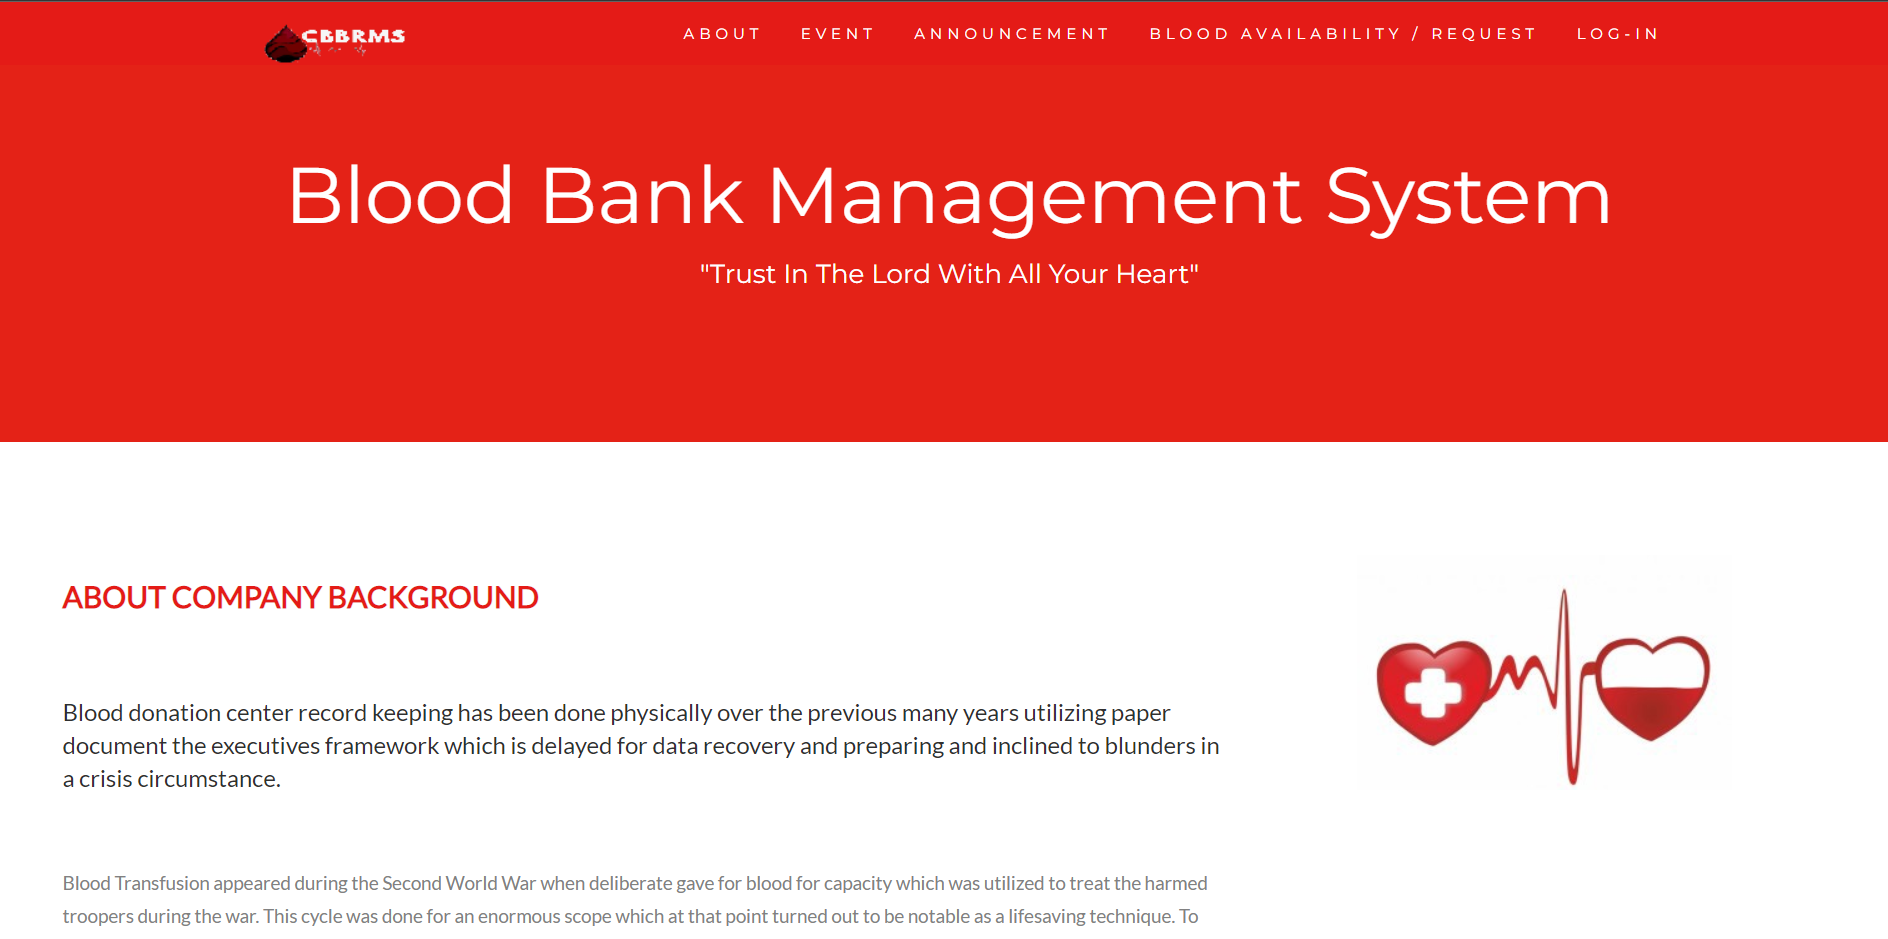 CBBRMS
ABOUT EVENT ANNOUNCEMENT BLOOD AVAILABILITY / REQUEST LOG-IN
Blood Bank Management System
"Trust In The Lord With All Your Heart"
ABOUT COMPANY BACKGROUND
Blood donation center record keeping has been done physically over the previous many years utilizing paper
document the executives framework which is delayed for data recovery and preparing and inclined to blunders in
a crisis circumstance.
Blood Transfusion appeared during the Second World War when deliberate gave for blood for capacity which was utilized to treat the harmed
troopers during the war. This cycle was done for an enormous scope which at that point turned out to be notable as a lifesaving technique. To